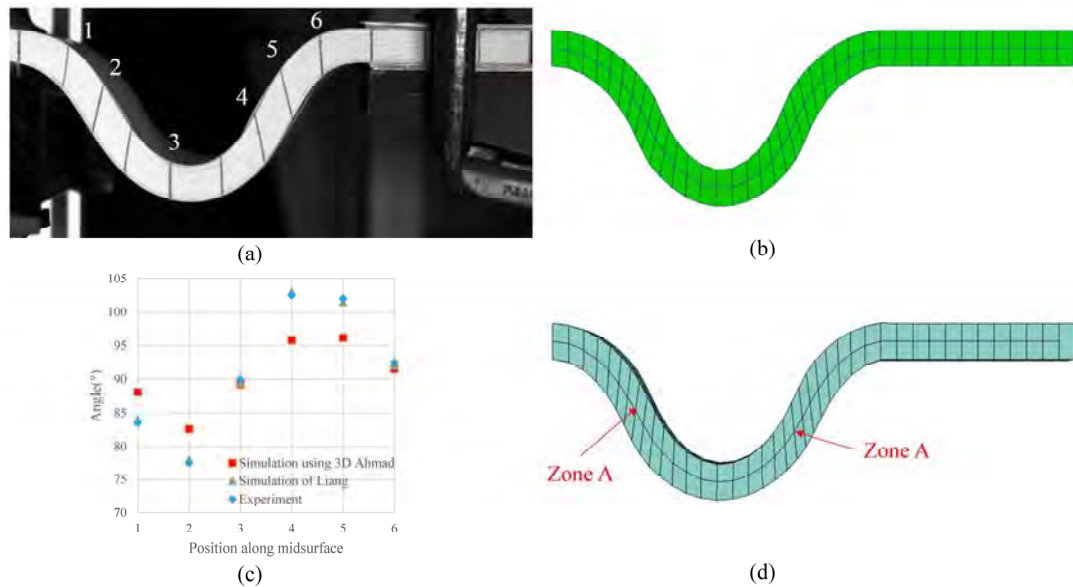 1
2
3
4
5
6
(a)
(b)
105
100
95
90
85
80
75
70
Angle(°)
Simulation using 3D Ahmad
Simulation of Liang
Experiment
1 2 3 4 5 6
Position along midsurface
(c)
Zone A
Zone A
(d)